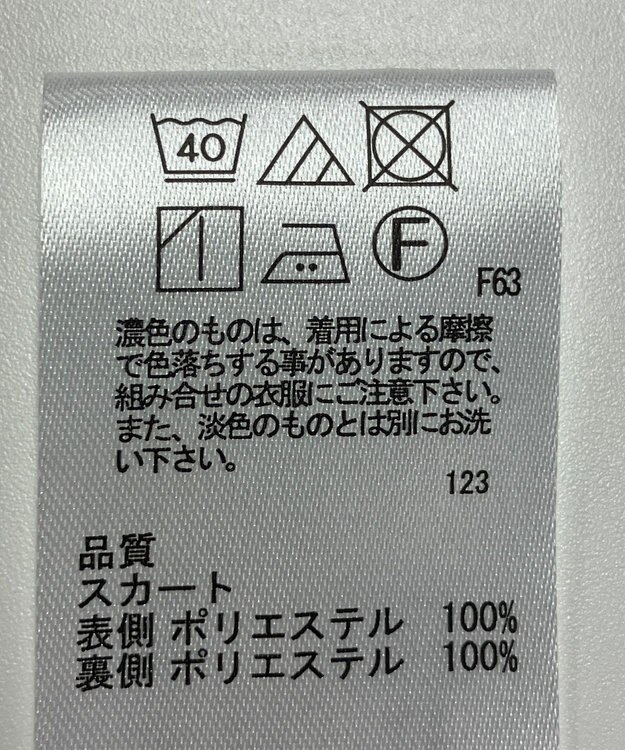 40
F
F63
濃色のものは、着用による摩擦
で色落ちする事がありますので、
組み合せの衣服にご注意下さい。
また、淡色のものとは別にお洗
い下さい。
123
品質
スカート
表側 ポリエステル 100%
裏側 ポリエステル 100%